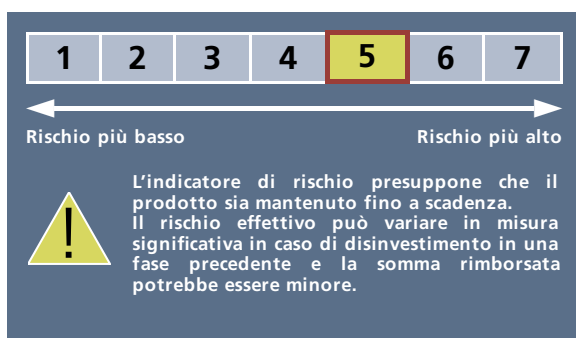 1 2 3 4 5 6 7
Rischio più basso Rischio più alto
L'indicatore di rischio presuppone che il
prodotto sia mantenuto fino a scadenza.
Il rischio effettivo può variare in misura
significativa in caso di disinvestimento in una
fase precedente e la somma rimborsata
potrebbe essere minore.
!